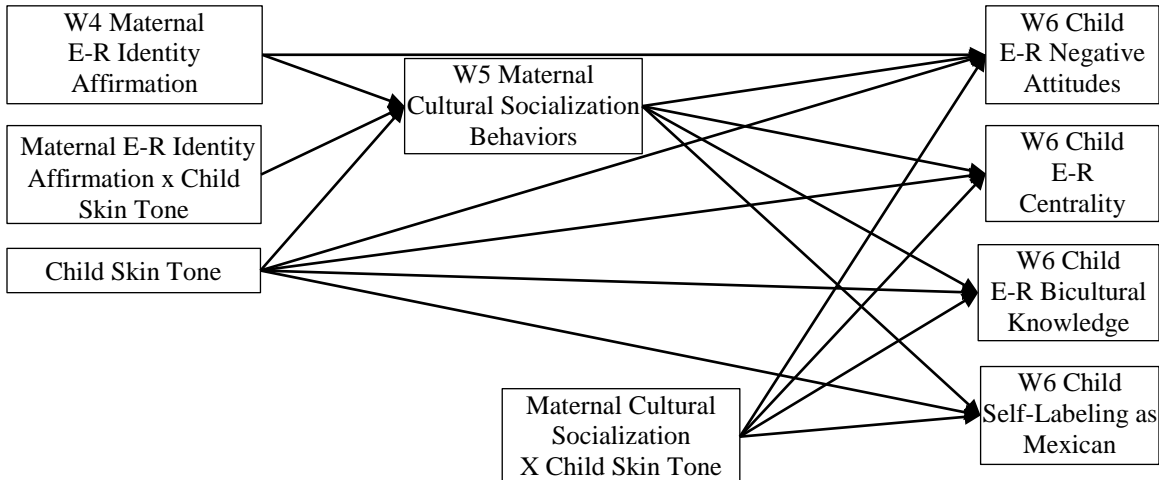 W4 Maternal
E-R Identity
Affirmation
Maternal E-R Identity
Affirmation x Child
Skin Tone
Child Skin Tone
W5 Maternal
Cultural Socialization
Behaviors
Maternal Cultural
Socialization
X Child Skin Tone
W6 Child
E-R Negative
Attitudes
W6 Child
E-R
Centrality
W6 Child
E-R Bicultural
Knowledge
W6 Child
Self-Labeling as
Mexican